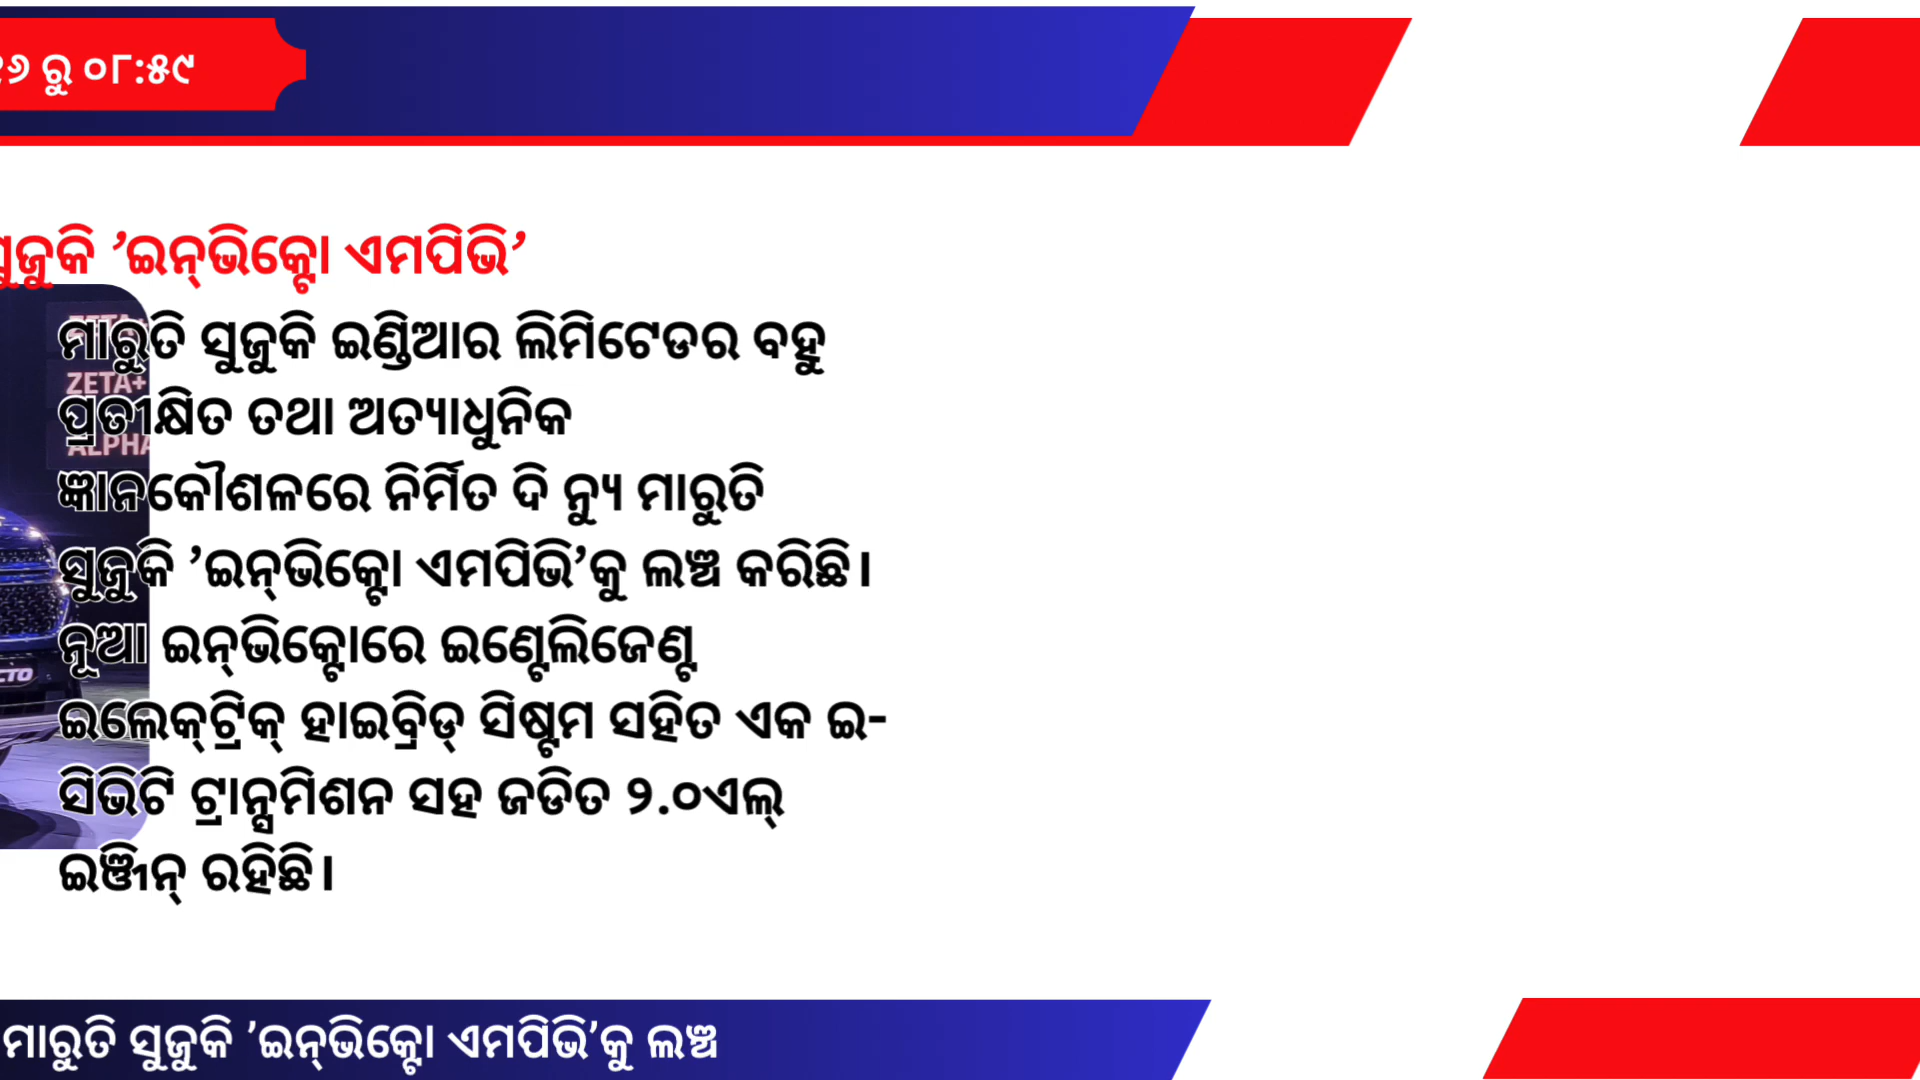 ରୁ ୦୮:୫୯
ସୁଜୁକି ’ଇନ୍‌ଭିକ୍ଟୋ ଏମପିଭି’
ମାରୁତି ସୁଜୁକି ଇଣ୍ଡିଆର ଲିମିଟେଡର ବହୁ
ପ୍ରତୀକ୍ଷିତ ତଥା ଅତ୍ୟାଧୁନିକ
ଜ୍ଞାନକୌଶଳରେ ନିର୍ମିତ ଦି ନ୍ୟୁ ମାରୁତି
ସୁଜୁକି ’ଇନ୍‌ଭିକ୍ଟୋ ଏମପିଭି’କୁ ଲଞ୍ଚ କରିଛି।
ନୂଆ ଇନ୍‌ଭିକ୍ଟୋରେ ଇଣ୍ଟେଲିଜେଣ୍ଟ
ଇଲେକ୍‌ଟ୍ରିକ୍ ହାଇବ୍ରିଡ୍ ସିଷ୍ଟମ ସହିତ ଏକ ଇ-
ସିଭିଟି ଟ୍ରାନ୍ସମିଶନ ସହ ଜଡିତ ୨.୦ଏଲ୍
ଇଞ୍ଜିନ୍ ରହିଛି।
ZETA+
ALPHA
CTO
ମାରୁତି ସୁଜୁକି ’ଇନ୍‌ଭିକ୍ଟୋ ଏମପିଭି’କୁ ଲଞ୍ଚ